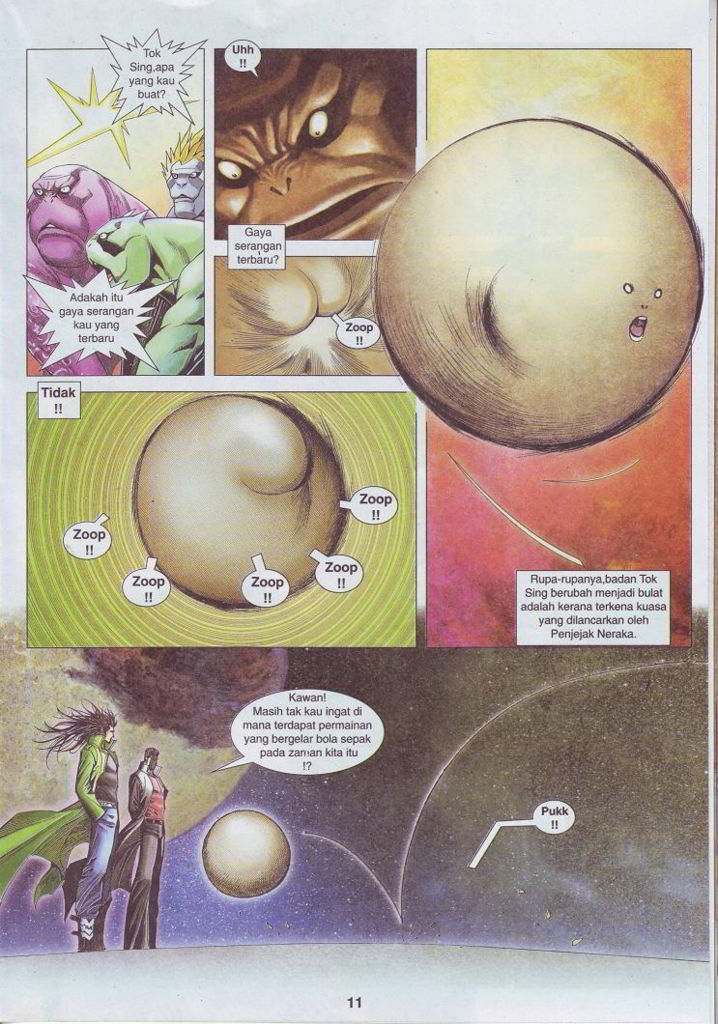 Tok
Sing,apa
yang kau
buat?
Uhh
!!
Adakah itu
gaya serangan
kau yang
terbaru
Gaya
serangan
terbaru?
Zoop
!!
Tidak
!!
Zoop
!!
Zoop
!!
Zoop
!!
Zoop
!!
Zoop
!!
Rupa-rupanya,badan Tok
Sing berubah menjadi bulat
adalah kerana terkena kuasa
yang dilancarkan oleh
Penjejak Neraka.
Kawan!
Masih tak kau ingat di
mana terdapat permainan
yang bergelar bola sepak
pada zaman kita itu
!?
Pukk
!!
11